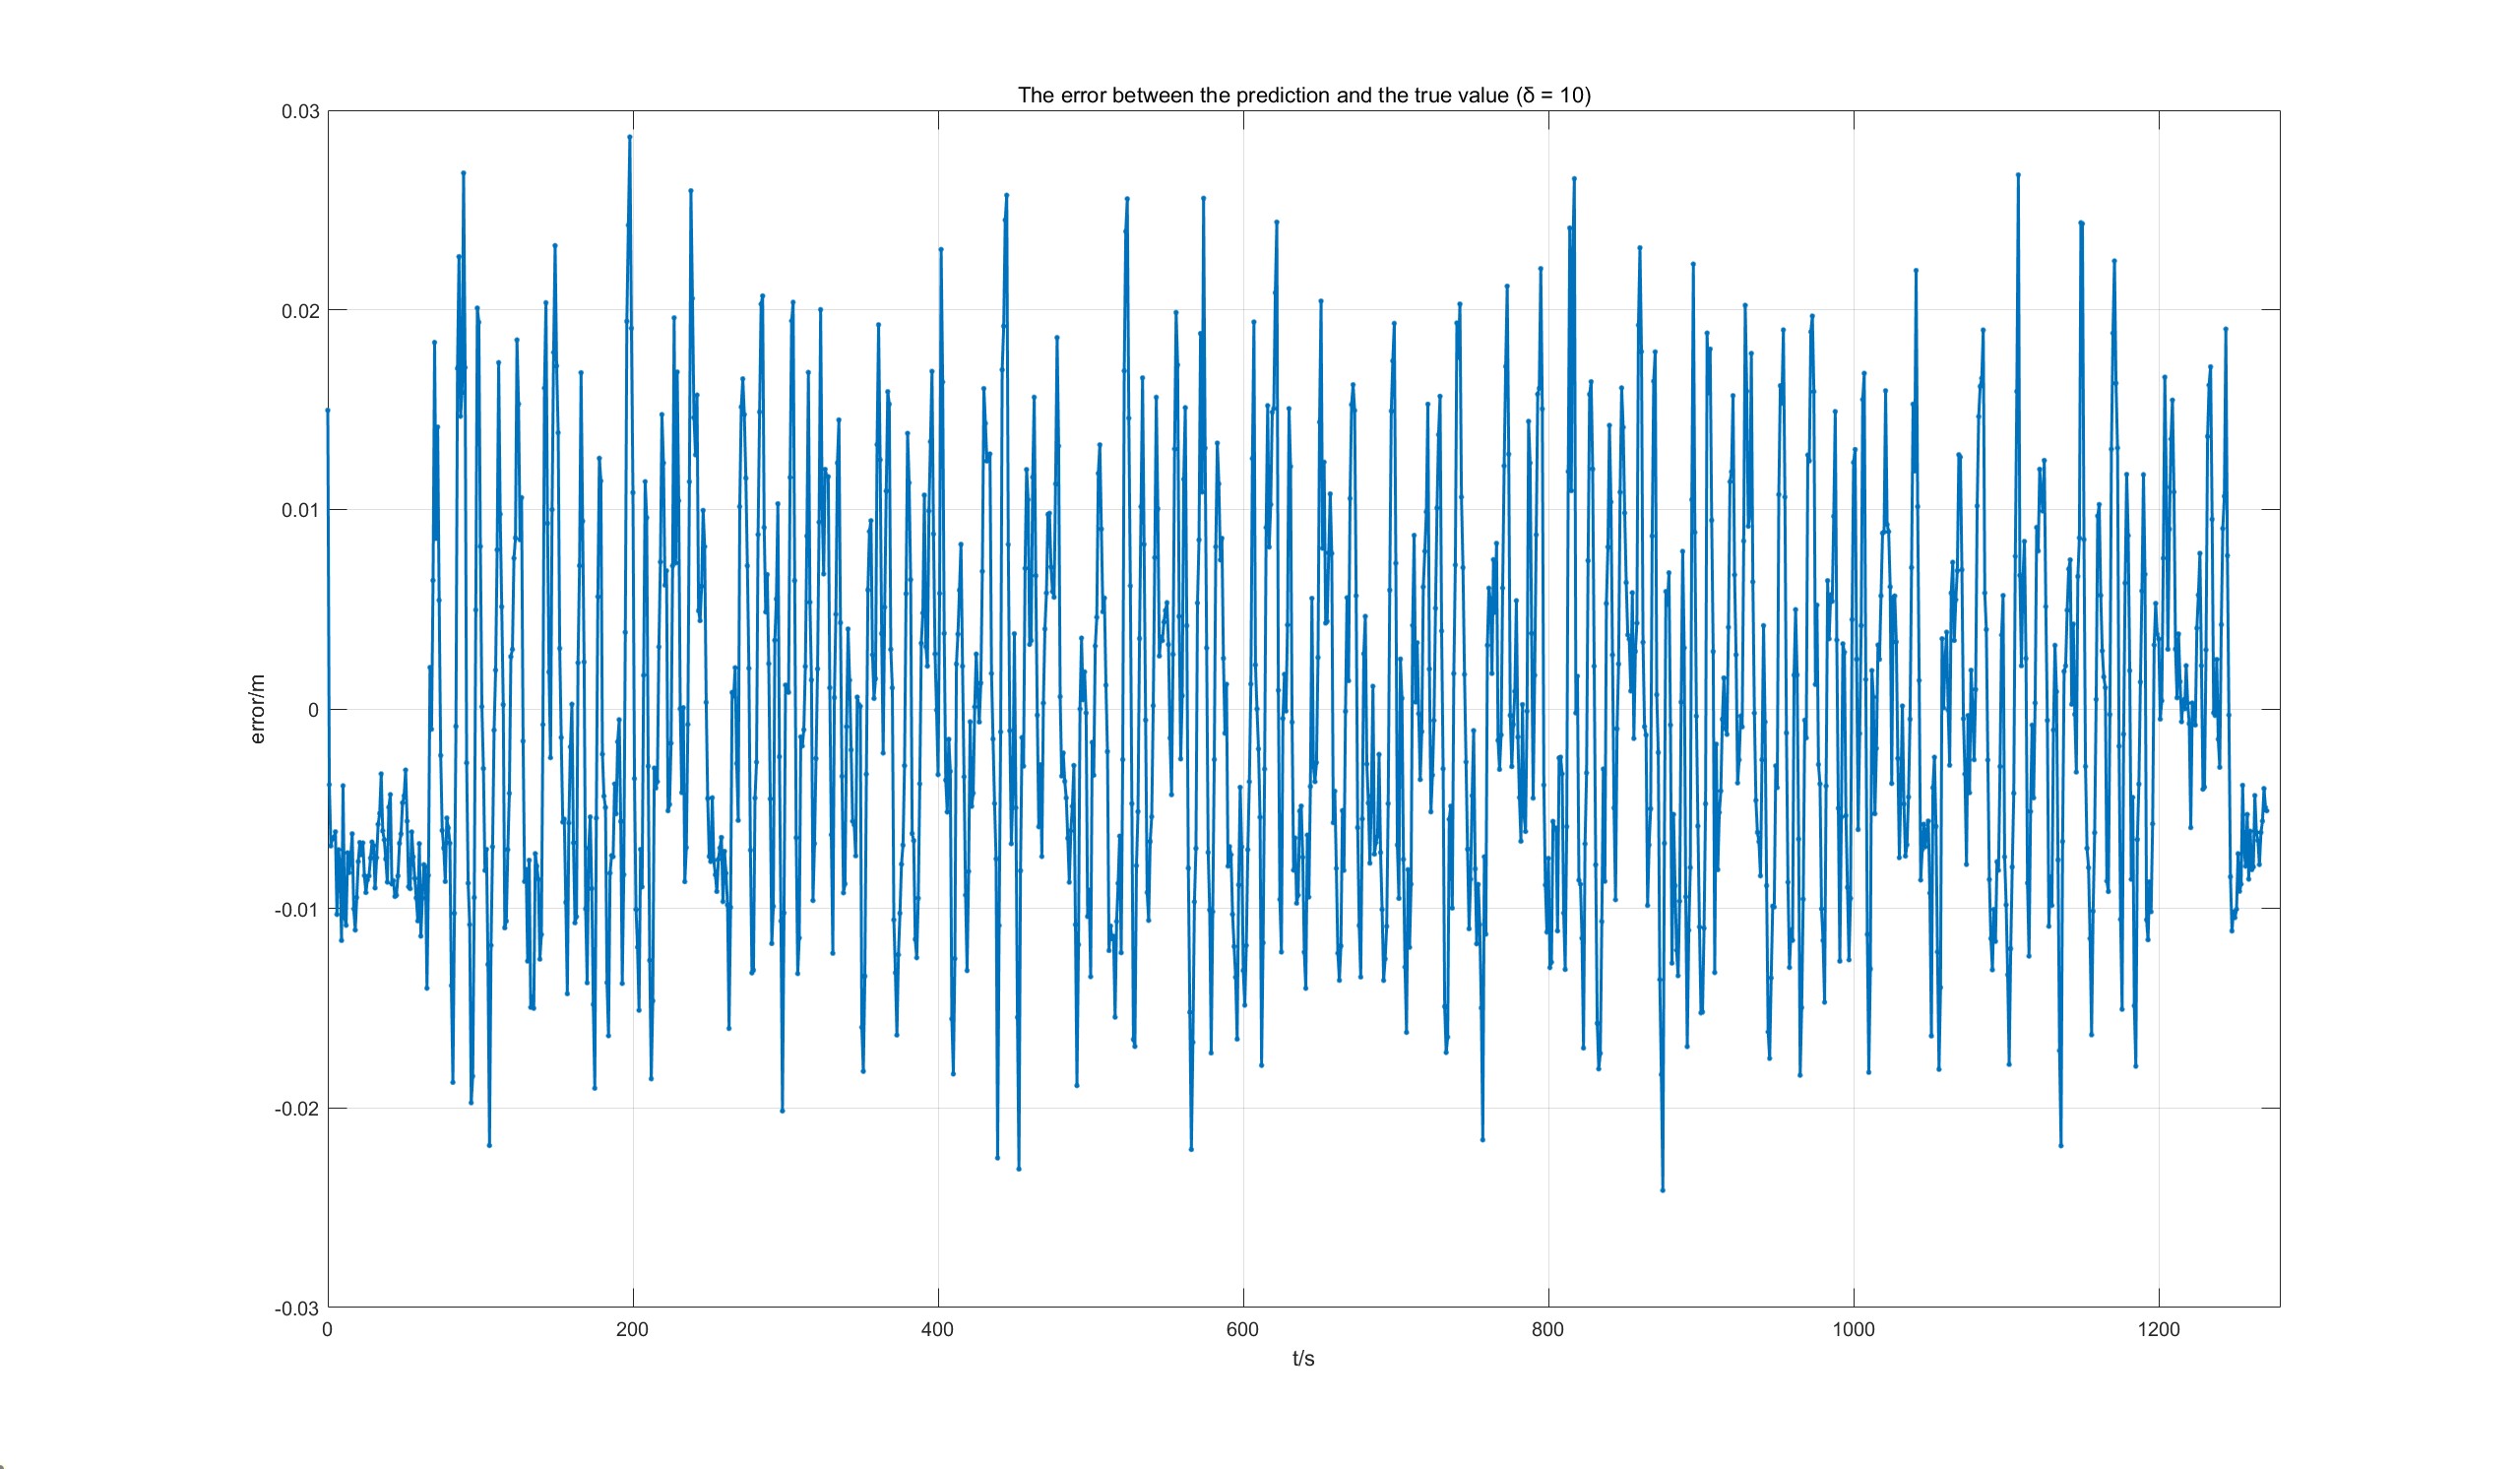 The error between the prediction and the true value (δ = 10)
0.03
0.02
0.01
0
-0.01
-0.02
-0.03
error/m
0 200 400 600 800 1000 1200
t/s